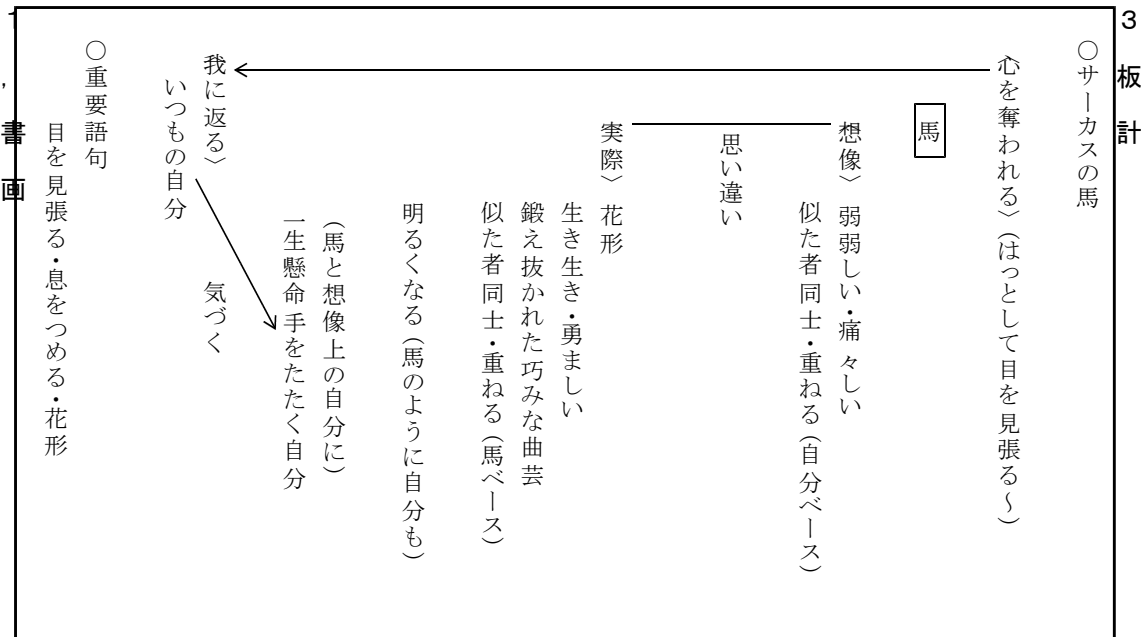 3 板書計画
○サーカスの馬
心を奪われる〉(はっとして目を見張る～)
馬
想像〉弱弱しい・痛々しい
似た者同士・重ねる(自分ベース)
思い違い
実際〉花形
生き生き・勇ましい
鍛え抜かれた巧みな曲芸
似た者同士・重ねる(馬ベース)
明るくなる(馬のように自分も)
(馬と想像上の自分に)
一生懸命手をたたく自分
我に返る〉 気づく
いつもの自分
○重要語句
目を見張る・息をつめる・花形